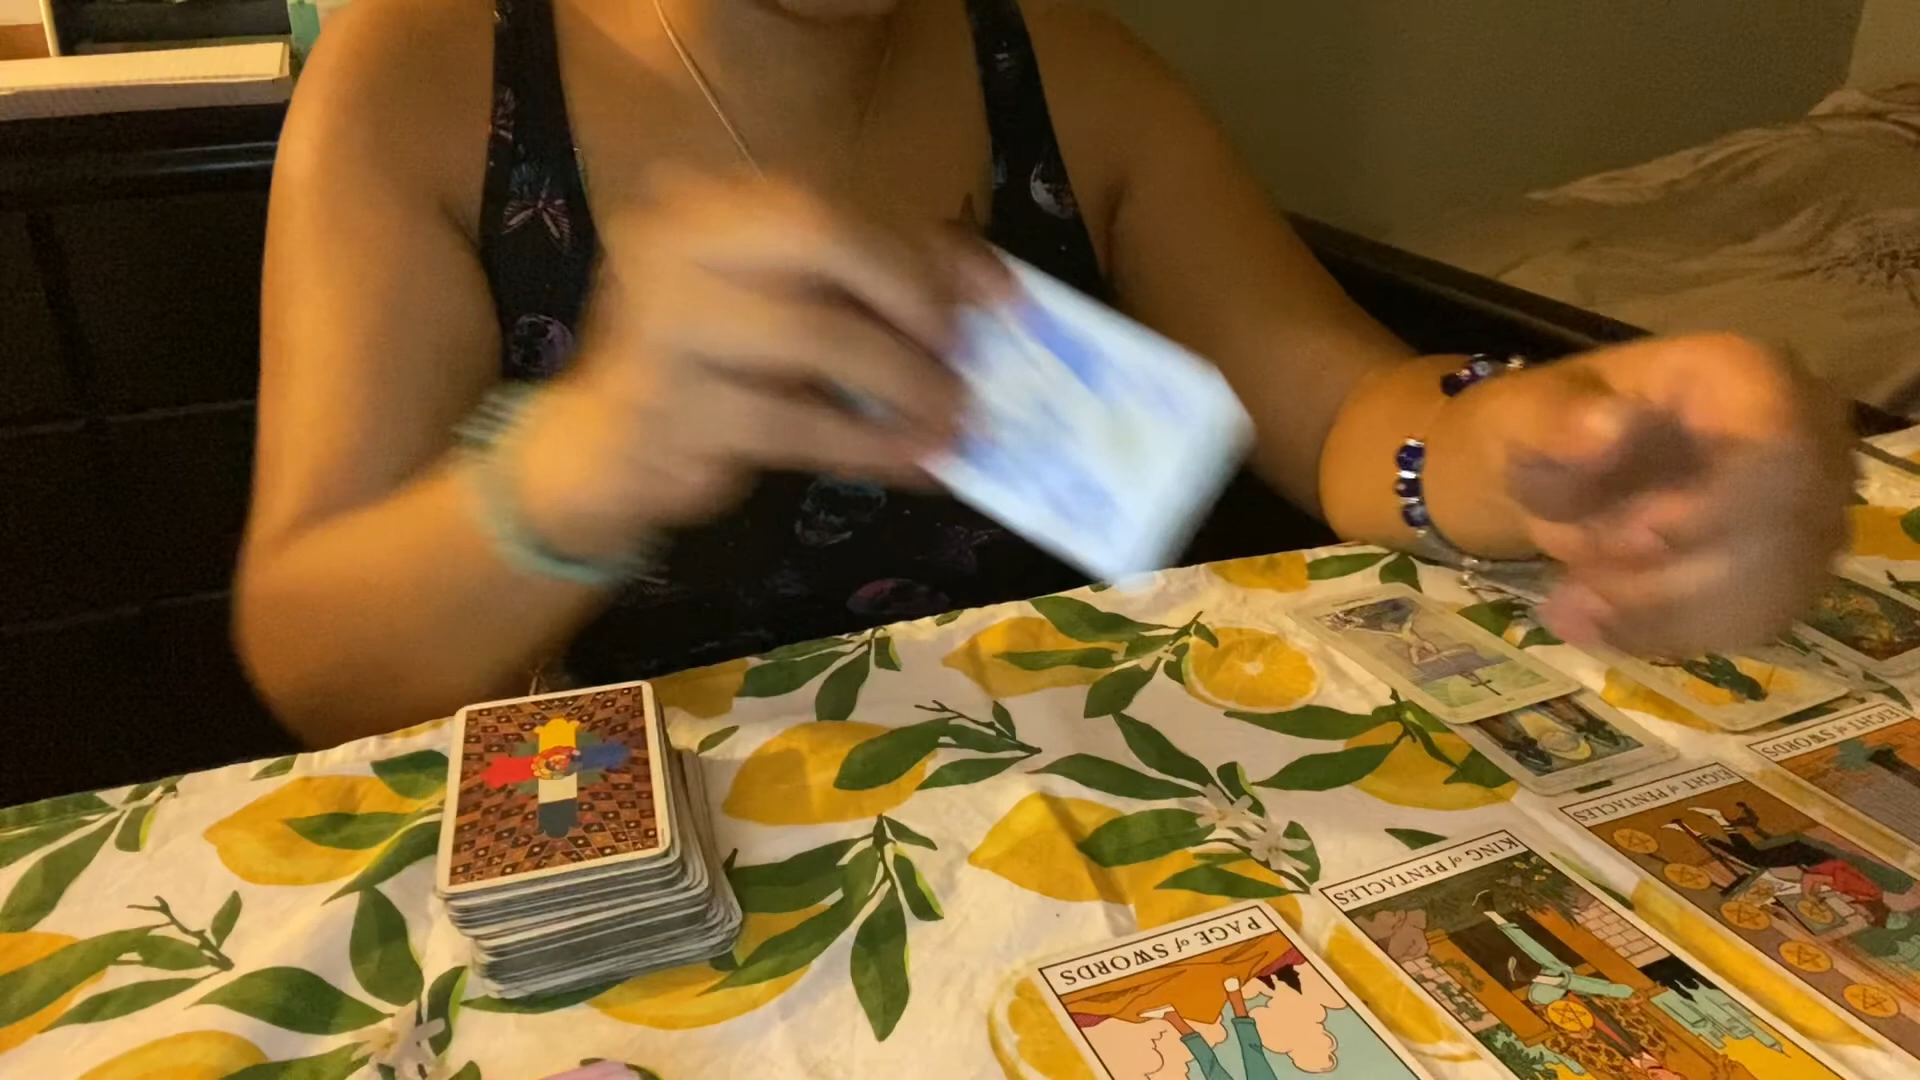 EIGHT of SWORDS
EIGHT of PENTACLES
KING of PENTACLES
PAGE of SWORDS